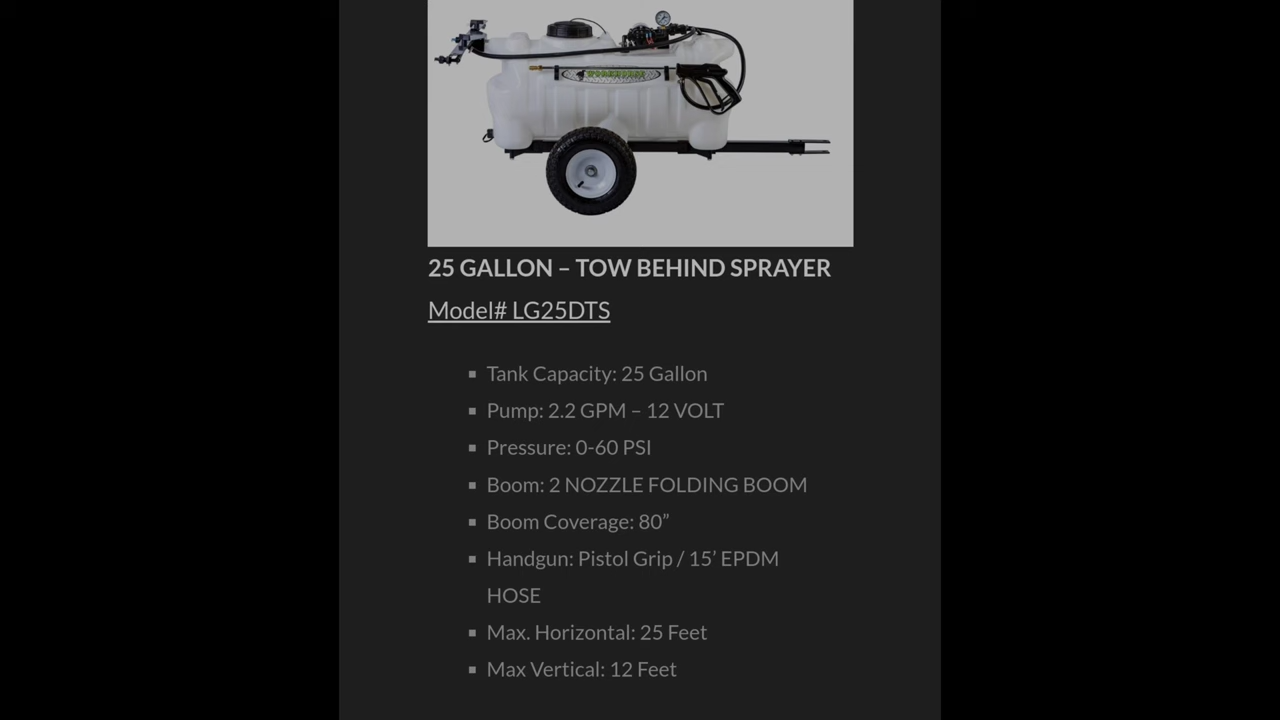 25 GALLON – TOW BEHIND SPRAYER
Model# LG25DTS
▪ Tank Capacity: 25 Gallon
▪ Pump: 2.2 GPM – 12 VOLT
▪ Pressure: 0-60 PSI
▪ Boom: 2 NOZZLE FOLDING BOOM
▪ Boom Coverage: 80”
▪ Handgun: Pistol Grip / 15’ EPDM
HOSE
▪ Max. Horizontal: 25 Feet
▪ Max Vertical: 12 Feet